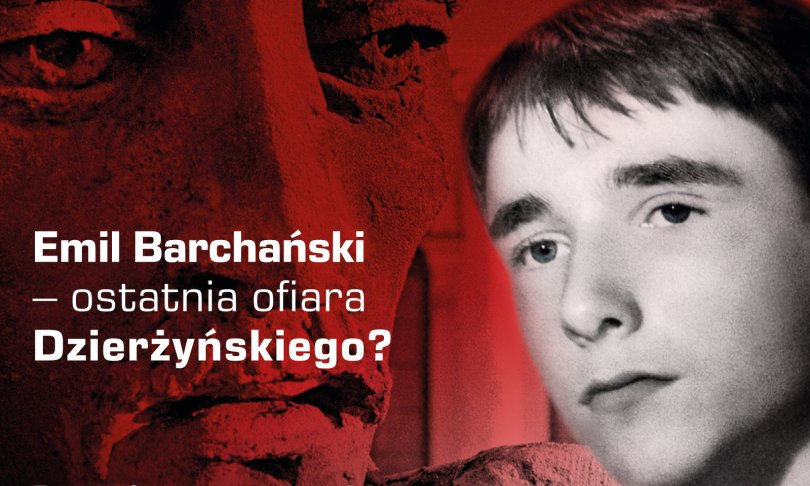 Emil Barchański
– ostatnia ofiara
Dzierżyńskiego?